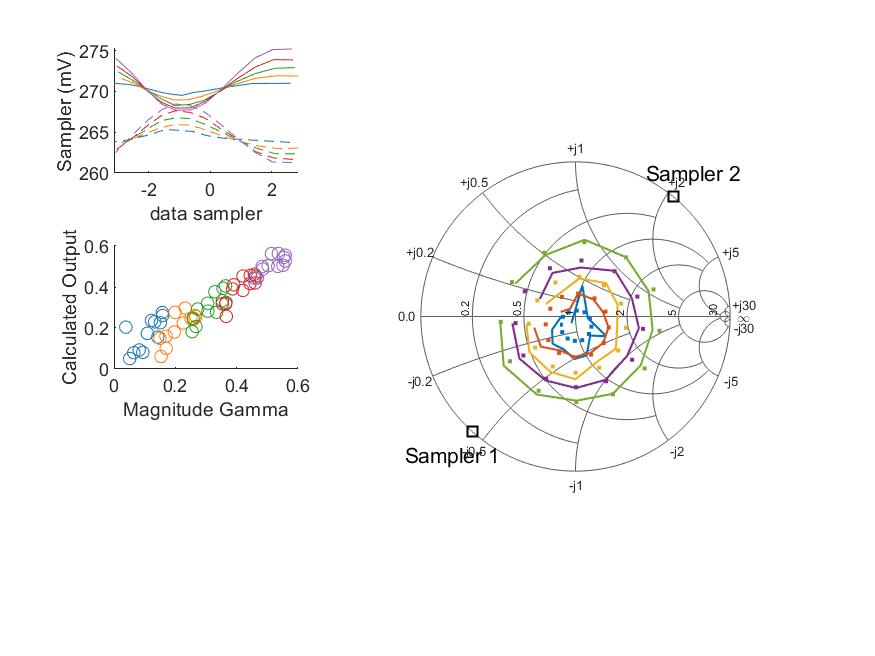 275
270
265
260
Sampler (mV)
-2 0 2
data sampler
0.6
0.4
0.2
0
Calculated Output
0 0.2 0.4 0.6
Magnitude Gamma
+j1
+j0.5
Sampler 2
+j2
+j0.2
+j5
+j30
0.0
0.2
0.5
1
2
5
30
∞
-j30
-j0.2
-j5
-j0.5
Sampler 1
-j2
-j1